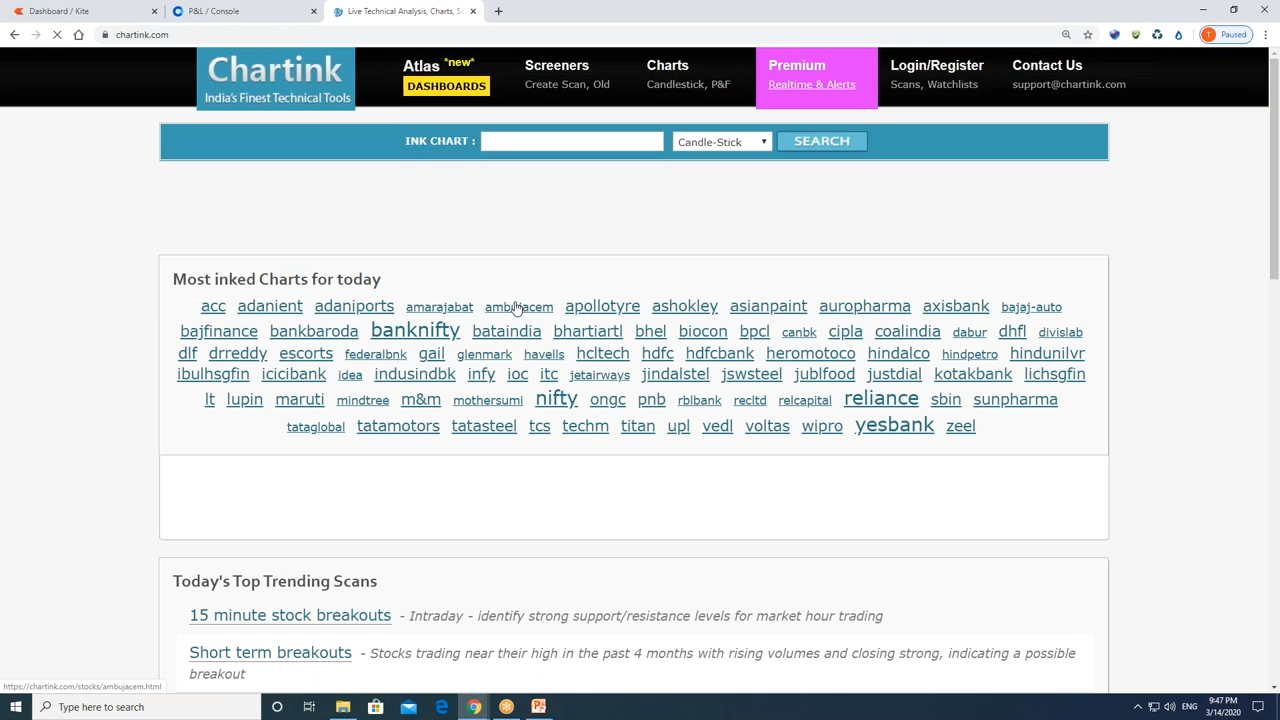 Dashboard / Kite
P&L / Console
Live Technical Analysis, Charts, S
chartink.com
Paused
Chartink
India's Finest Technical Tools
Atlas *new*
DASHBOARDS
Screeners
Create Scan, Old
Charts
Candlestick, P&F
Premium
Realtime & Alerts
Login/Register
Scans, Watchlists
Contact Us
support@chartink.com
INK CHART :
Candle-Stick
SEARCH
Most inked Charts for today
acc adanient adaniports amarajabat ambujacem apollotyre ashokley asianpaint auropharma axisbank bajaj-auto
bajfinance bankbaroda banknifty bataindia bhartiartl bhel biocon bpcl canbk cipla coalindia dabur dhfl divislab
dlf drreddy escorts federalbnk gail glenmark havells hcltech hdfc hdfcbank heromotoco hindalco hindpetro hindunilvr
ibulhsgfin icicibank idea indusindbk infy ioc itc jetairways jindalstel jswsteel jublfood justdial kotakbank lichsgfin
lt lupin maruti mindtree m&m mothersumi nifty ongc pnb rblbank recltd relcapital reliance sbin sunpharma
tataglobal tatamotors tatasteel tcs techm titan upl vedl voltas wipro yesbank zeel
Today's Top Trending Scans
15 minute stock breakouts - Intraday - identify strong support/resistance levels for market hour trading
Short term breakouts - Stocks trading near their high in the past 4 months with rising volumes and closing strong, indicating a possible
breakout
https://chartink.com/stocks/ambujacem.html
Type here to search
ENG
9:47 PM
3/14/2020